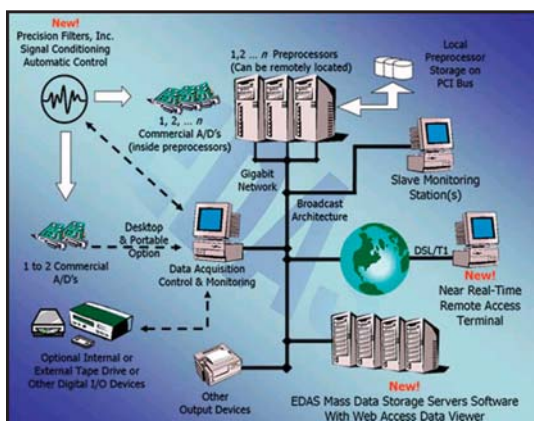 New!
Precision Filters, Inc.
Signal Conditioning
Automatic Control
1,2 ... n Preprocessors
(Can be remotely located)
Local
Preprocessor
Storage on
PCI Bus
1, 2, ... n
Commercial A/D's
(inside preprocessors)
Gigabit
Network
Broadcast
Architecture
Slave Monitoring
Station(s)
Desktop
& Portable
Option
1 to 2 Commercial
A/D's
Data Acquisition
Control & Monitoring
DSL/T1
New!
Near Real-Time
Remote Access
Terminal
Optional Internal or
External Tape Drive or
Other Digital I/O Devices
Other
Output Devices
New!
EDAS Mass Data Storage Servers Software
With Web Access Data Viewer